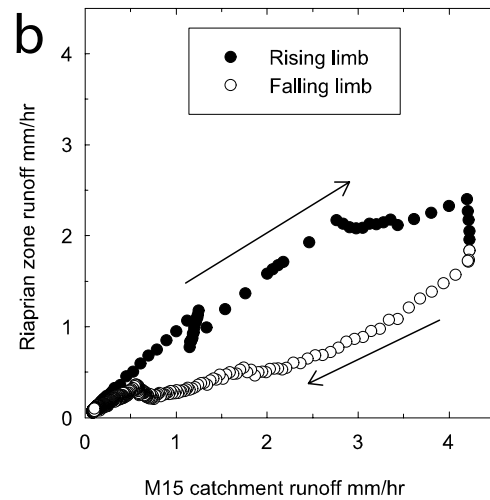 b
Rising limb
Falling limb
Riaprian zone runoff mm/hr
4
3
2
1
0
0 1 2 3 4
M15 catchment runoff mm/hr